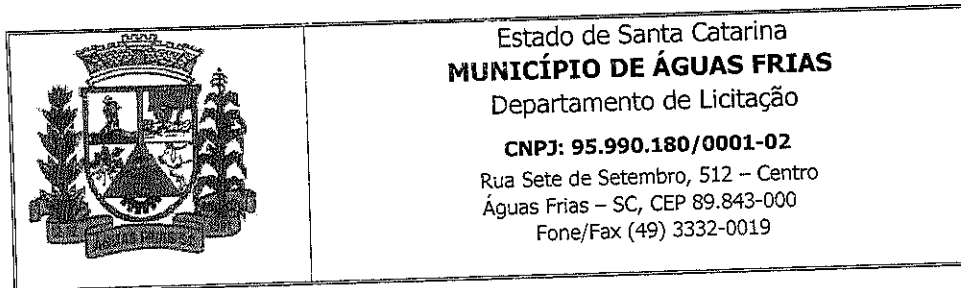 Estado de Santa Catarina
MUNICÍPIO DE ÁGUAS FRIAS
Departamento de Licitação
CNPJ: 95.990.180/0001-02
Rua Sete de Setembro, 512 – Centro
Águas Frias – SC, CEP 89.843-000
Fone/Fax (49) 3332-0019